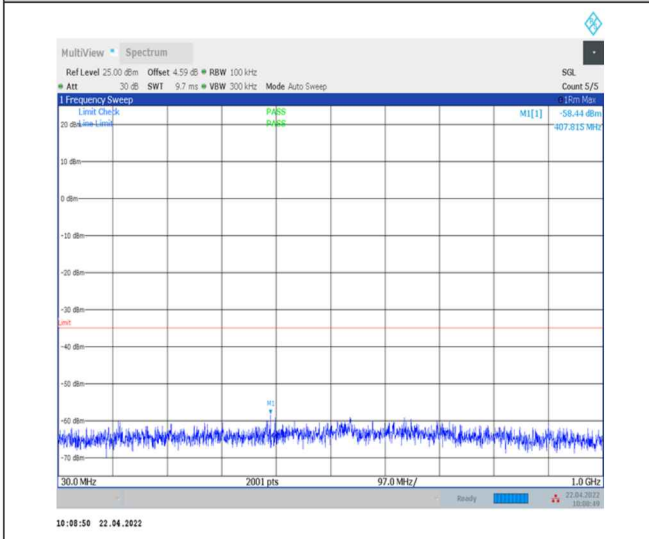 MultiView Spectrum
Ref Level 25.00 dBm Offset 4.59 dB RBW 100 kHz SGL
Att 30 dB SWT 9.7 ms VBW 300 kHz Mode Auto Sweep Count 5/5
1 Frequency Sweep 1Rm Max
Limit Check PASS M1[1] -58.44 dBm
20 dBm Line Limit PASS 407.815 MHz
10 dBm
0 dBm
-10 dBm
-20 dBm
-30 dBm
Limit
-40 dBm
-50 dBm
M1
-60 dBm
-70 dBm
30.0 MHz 2001 pts 97.0 MHz/ 1.0 GHz
Ready 22.04.2022
10:08:49
10:08:50 22.04.2022